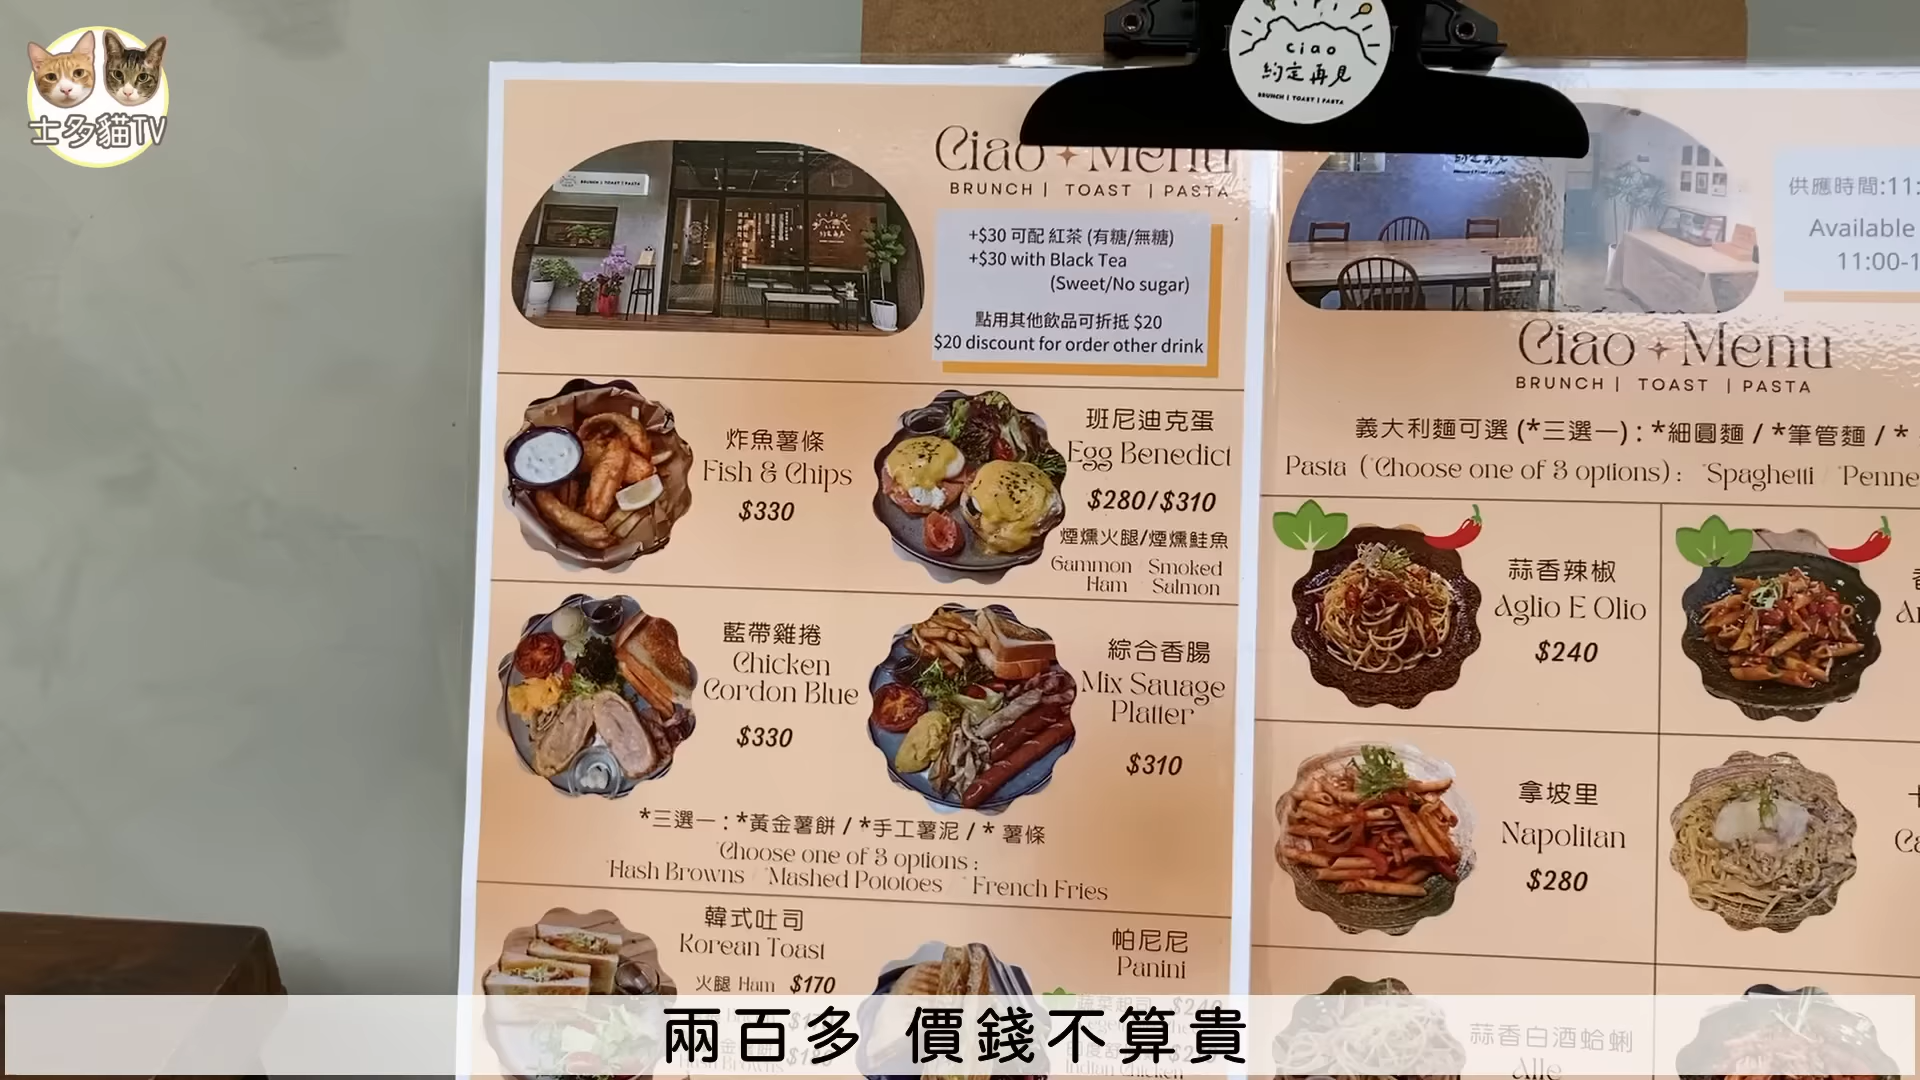 士多貓TV
ciao
約定再見
BRUNCH | TOAST | PASTA
Ciao Menu
BRUNCH | TOAST | PASTA
+$30 可配 紅茶 (有糖/無糖)
+$30 with Black Tea
(Sweet/No sugar)
點用其他飲品可折抵 $20
$20 discount for order other drink
BRUNCH | TOAST | PASTA
炸魚薯條
Fish & Chips
$330
班尼迪克蛋
Egg Benedict
$280/$310
煙燻火腿/煙燻鮭魚
Gammon Smoked
Ham Salmon
藍帶雞捲
Chicken
Cordon Blue
$330
綜合香腸
Mix Sauage
Platter
$310
*三選一 : *黃金薯餅 / *手工薯泥 / * 薯條
*Choose one of 3 options :
*Hash Browns *Mashed Pototoes *French Fries
韓式吐司
Korean Toast
火腿 Ham $170
帕尼尼
Panini
供應時間:11:
Available
11:00-1
Ciao Menu
BRUNCH | TOAST | PASTA
義大利麵可選 (*三選一) : *細圓麵 / *筆管麵 / *
Pasta (*Choose one of 3 options) : *Spaghetti *Penne
蒜香辣椒
Aglio E Olio
$240
拿坡里
Napolitan
$280
蒜香白酒蛤蜊
Alle
兩百多 價錢不算貴